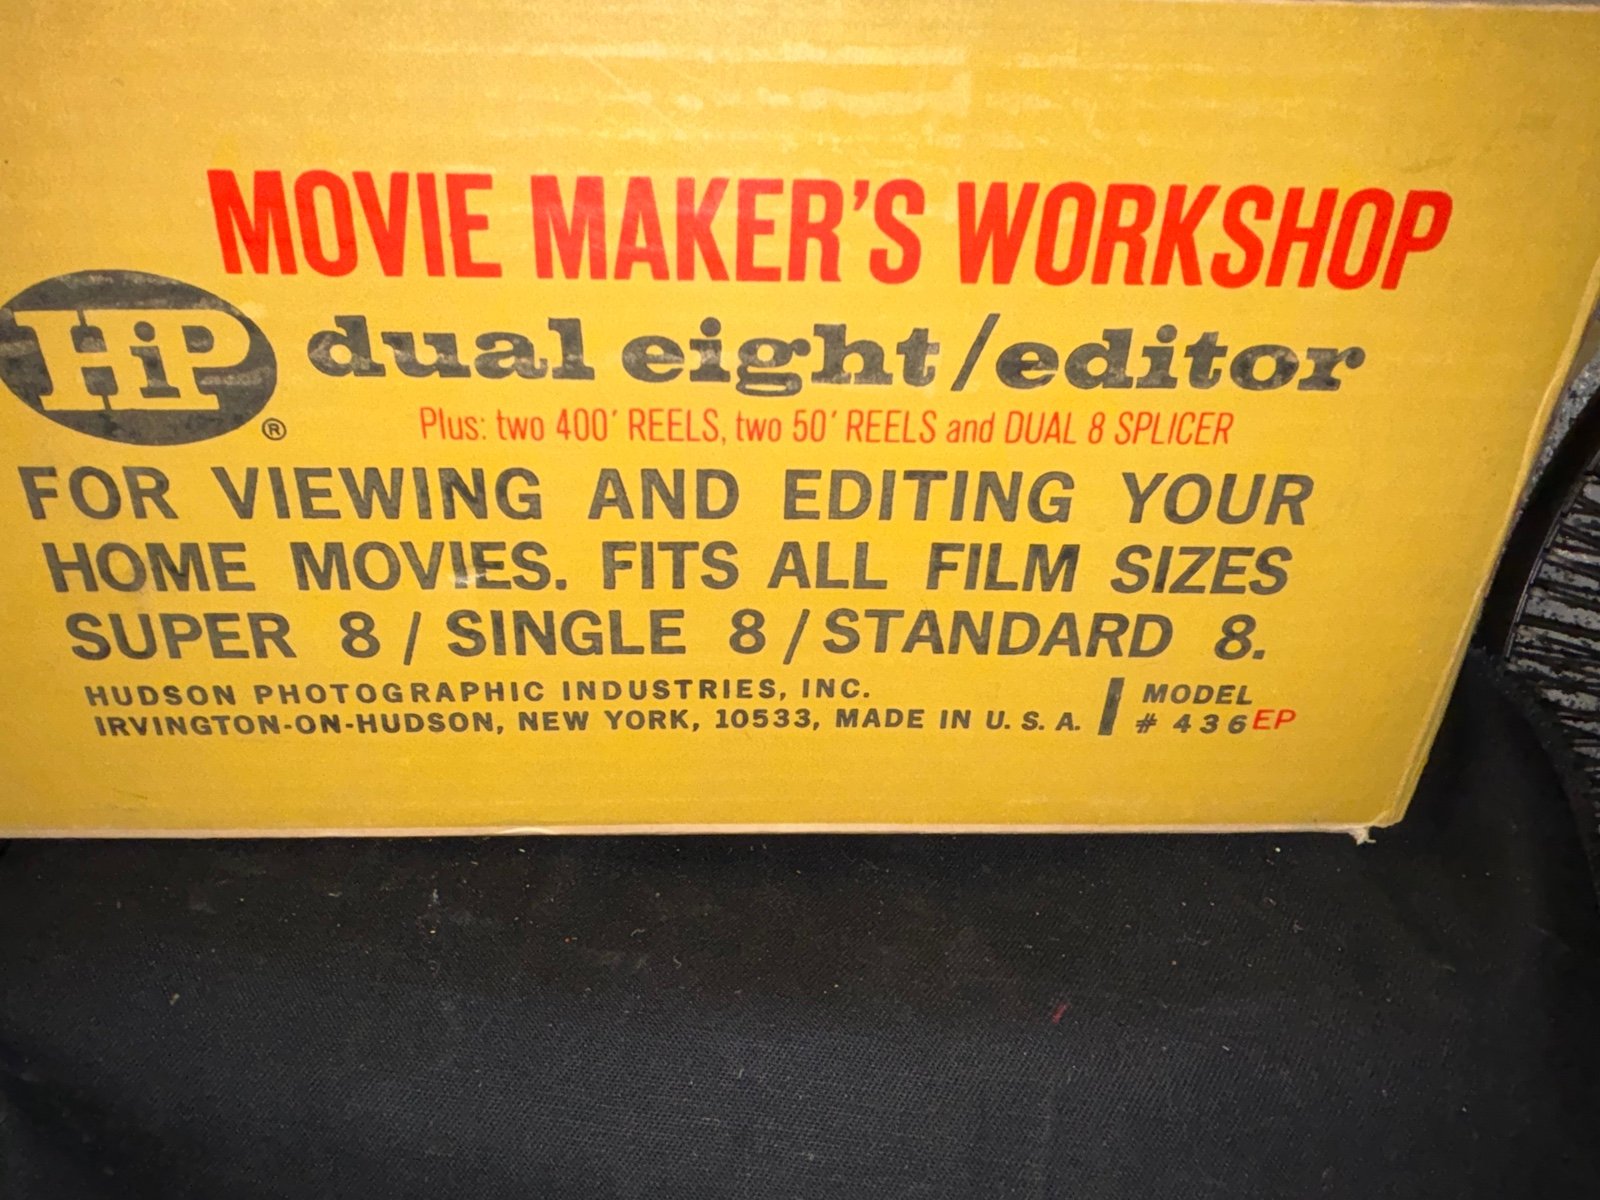 MOVIE MAKER'S WORKSHOP
HiP ® dual eight/editor
Plus: two 400' REELS, two 50' REELS and DUAL 8 SPLICER
FOR VIEWING AND EDITING YOUR
HOME MOVIES. FITS ALL FILM SIZES
SUPER 8 / SINGLE 8 / STANDARD 8.
HUDSON PHOTOGRAPHIC INDUSTRIES, INC.
IRVINGTON-ON-HUDSON, NEW YORK, 10533, MADE IN U. S. A.
MODEL
# 436EP